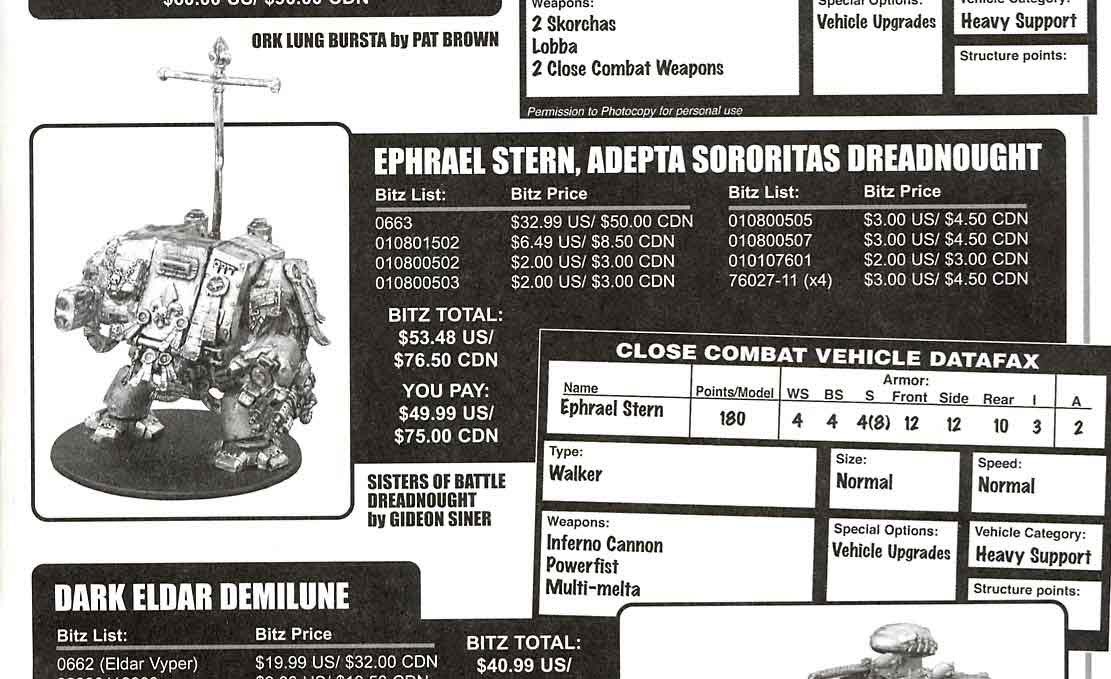 $60.00 US/ $90.00 CDN
ORK LUNG BURSTA by PAT BROWN
Weapons:
2 Skorchas
Lobba
2 Close Combat Weapons
Special Options:
Vehicle Upgrades
Vehicle Category:
Heavy Support
Structure points:
Permission to Photocopy for personal use
EPHRAEL STERN, ADEPTA SORORITAS DREADNOUGHT
Bitz List: Bitz Price
0663 $32.99 US/ $50.00 CDN
010801502 $6.49 US/ $8.50 CDN
010800502 $2.00 US/ $3.00 CDN
010800503 $2.00 US/ $3.00 CDN
Bitz List: Bitz Price
010800505 $3.00 US/ $4.50 CDN
010800507 $3.00 US/ $4.50 CDN
010107601 $2.00 US/ $3.00 CDN
76027-11 (x4) $3.00 US/ $4.50 CDN
BITZ TOTAL:
$53.48 US/
$76.50 CDN
YOU PAY:
$49.99 US/
$75.00 CDN
SISTERS OF BATTLE
DREADNOUGHT
by GIDEON SINER
CLOSE COMBAT VEHICLE DATAFAX
Armor:
Name Points/Model WS BS S Front Side Rear I A
Ephrael Stern 180 4 4 4(8) 12 12 10 3 2
Type:
Walker
Size:
Normal
Speed:
Normal
Weapons:
Inferno Cannon
Powerfist
Multi-melta
Special Options:
Vehicle Upgrades
Vehicle Category:
Heavy Support
Structure points:
DARK ELDAR DEMILUNE
Bitz List: Bitz Price
0662 (Eldar Vyper) $19.99 US/ $32.00 CDN
BITZ TOTAL:
$40.99 US/